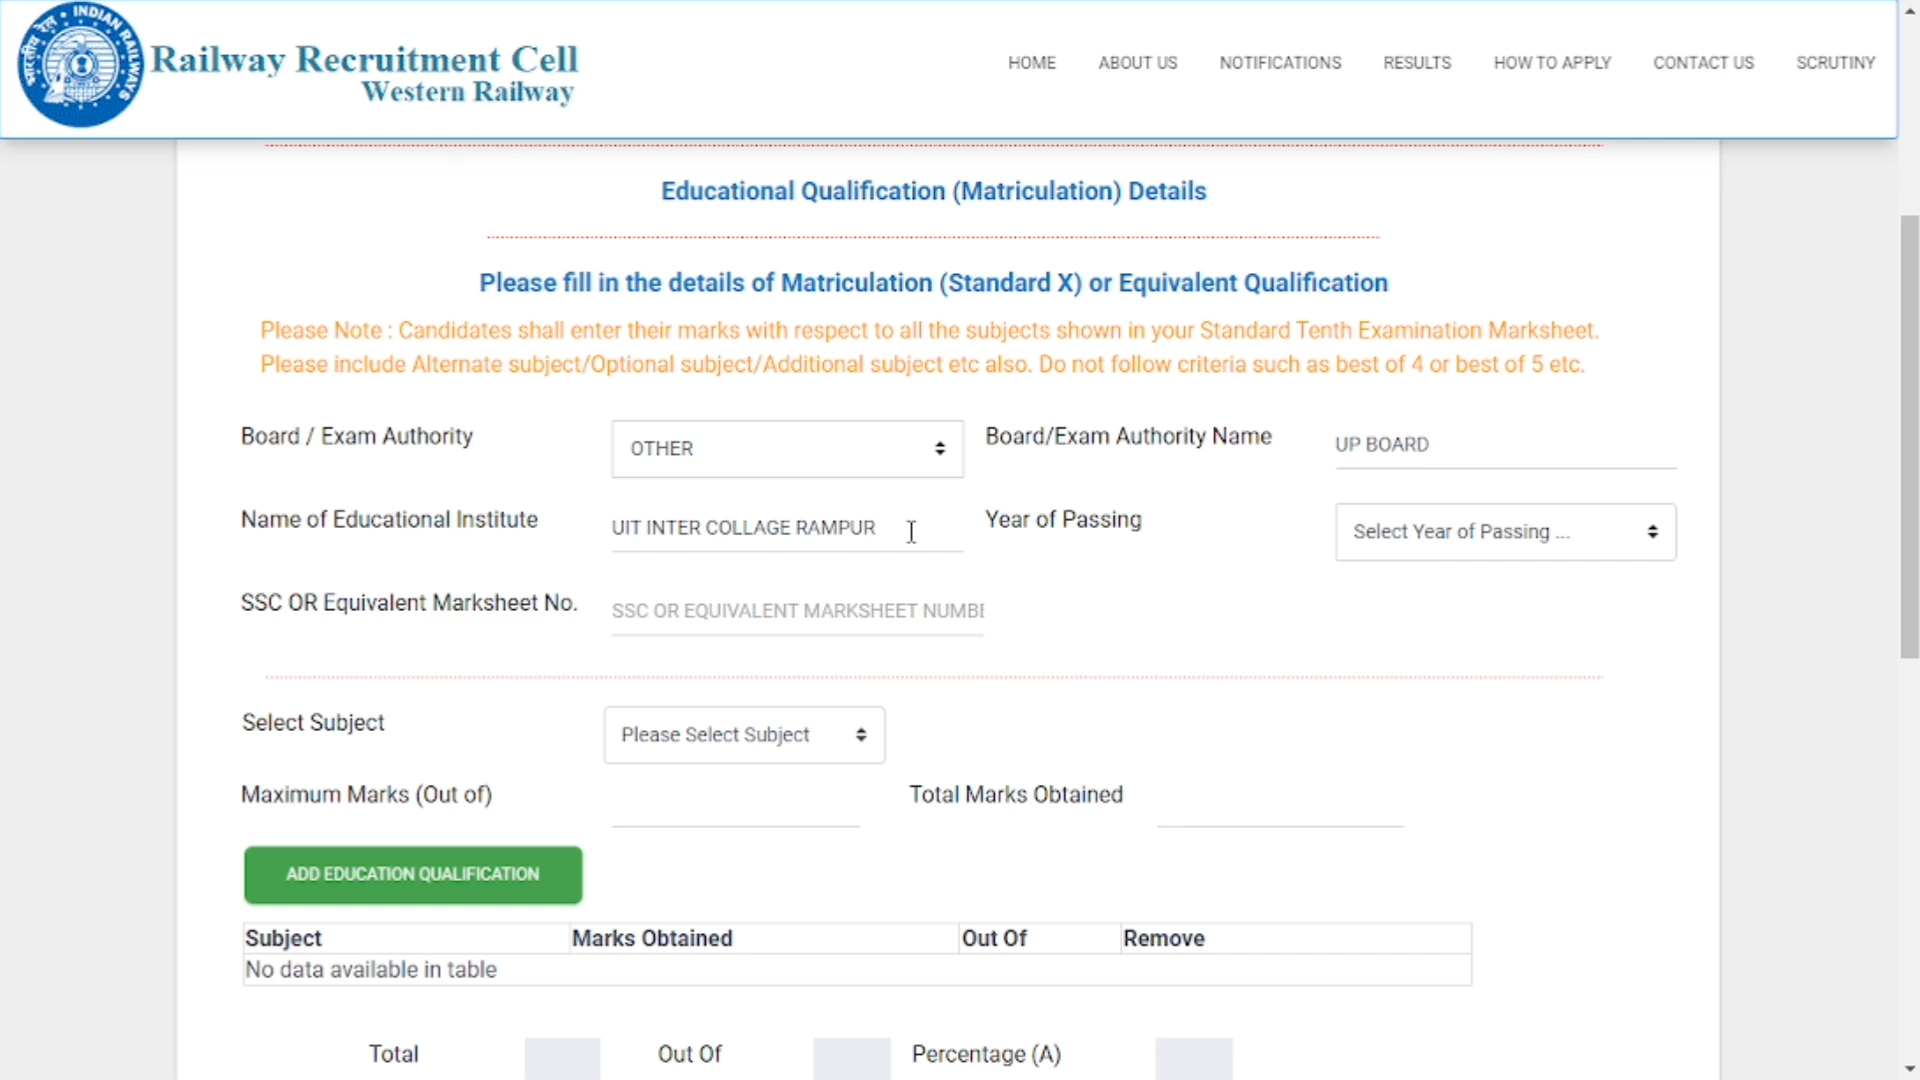 भारतीय रेल • INDIAN RAILWAYS
Railway Recruitment Cell
Western Railway
HOME ABOUT US NOTIFICATIONS RESULTS HOW TO APPLY CONTACT US SCRUTINY
Educational Qualification (Matriculation) Details
Please fill in the details of Matriculation (Standard X) or Equivalent Qualification
Please Note : Candidates shall enter their marks with respect to all the subjects shown in your Standard Tenth Examination Marksheet.
Please include Alternate subject/Optional subject/Additional subject etc also. Do not follow criteria such as best of 4 or best of 5 etc.
Board / Exam Authority OTHER Board/Exam Authority Name UP BOARD
Name of Educational Institute UIT INTER COLLAGE RAMPUR Year of Passing Select Year of Passing ...
SSC OR Equivalent Marksheet No. SSC OR EQUIVALENT MARKSHEET NUMBE
Select Subject Please Select Subject
Maximum Marks (Out of) Total Marks Obtained
ADD EDUCATION QUALIFICATION
Subject Marks Obtained Out Of Remove
No data available in table
Total Out Of Percentage (A)